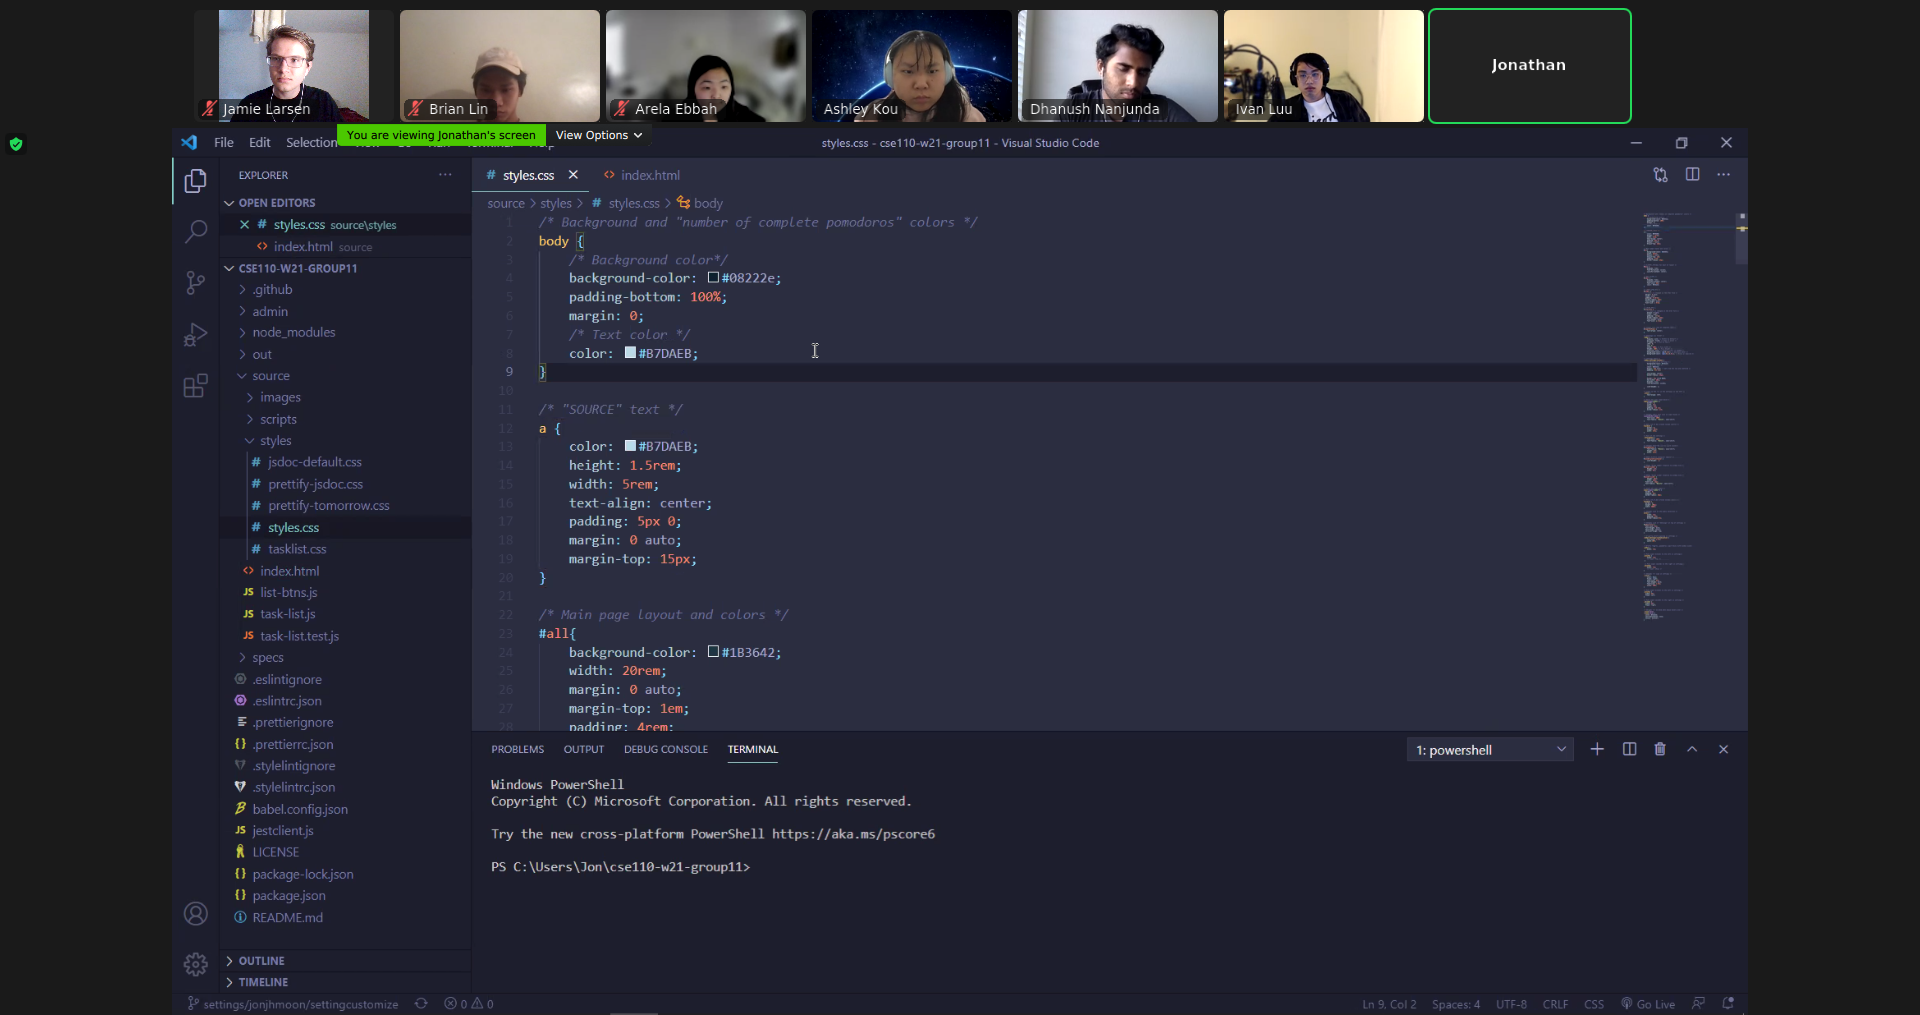 Jamie Larsen
Brian Lin
Arela Ebbah
Ashley Kou
Dhanush Nanjunda
Ivan Luu
Jonathan
You are viewing Jonathan's screen
View Options
File Edit Selection
styles.css - cse110-w21-group11 - Visual Studio Code
EXPLORER
OPEN EDITORS
styles.css source\styles
index.html source
CSE110-W21-GROUP11
.github
admin
node_modules
out
source
images
scripts
styles
# jsdoc-default.css
# prettify-jsdoc.css
# prettify-tomorrow.css
# styles.css
# tasklist.css
<> index.html
JS list-btns.js
JS task-list.js
JS task-list.test.js
specs
.eslintignore
.eslintrc.json
.prettierignore
{} .prettierrc.json
.stylelintignore
.stylelintrc.json
babel.config.json
JS jestclient.js
LICENSE
{} package-lock.json
{} package.json
README.md
OUTLINE
TIMELINE
# styles.css
<> index.html
source > styles > # styles.css > body
1 /* Background and "number of complete pomodoros" colors */
2 body {
3 /* Background color*/
4 background-color: #08222e;
5 padding-bottom: 100%;
6 margin: 0;
7 /* Text color */
8 color: #B7DAEB;
9 }
10
11 /* "SOURCE" text */
12 a {
13 color: #B7DAEB;
14 height: 1.5rem;
15 width: 5rem;
16 text-align: center;
17 padding: 5px 0;
18 margin: 0 auto;
19 margin-top: 15px;
20 }
21
22 /* Main page layout and colors */
23 #all{
24 background-color: #1B3642;
25 width: 20rem;
26 margin: 0 auto;
27 margin-top: 1em;
28 padding: 4rem;
PROBLEMS OUTPUT DEBUG CONSOLE TERMINAL
1: powershell
Windows PowerShell
Copyright (C) Microsoft Corporation. All rights reserved.
Try the new cross-platform PowerShell https://aka.ms/pscore6
PS C:\Users\Jon\cse110-w21-group11>
settings/jonjhmoon/settingcustomize
0 0
Ln 9, Col 2 Spaces: 4 UTF-8 CRLF CSS Go Live